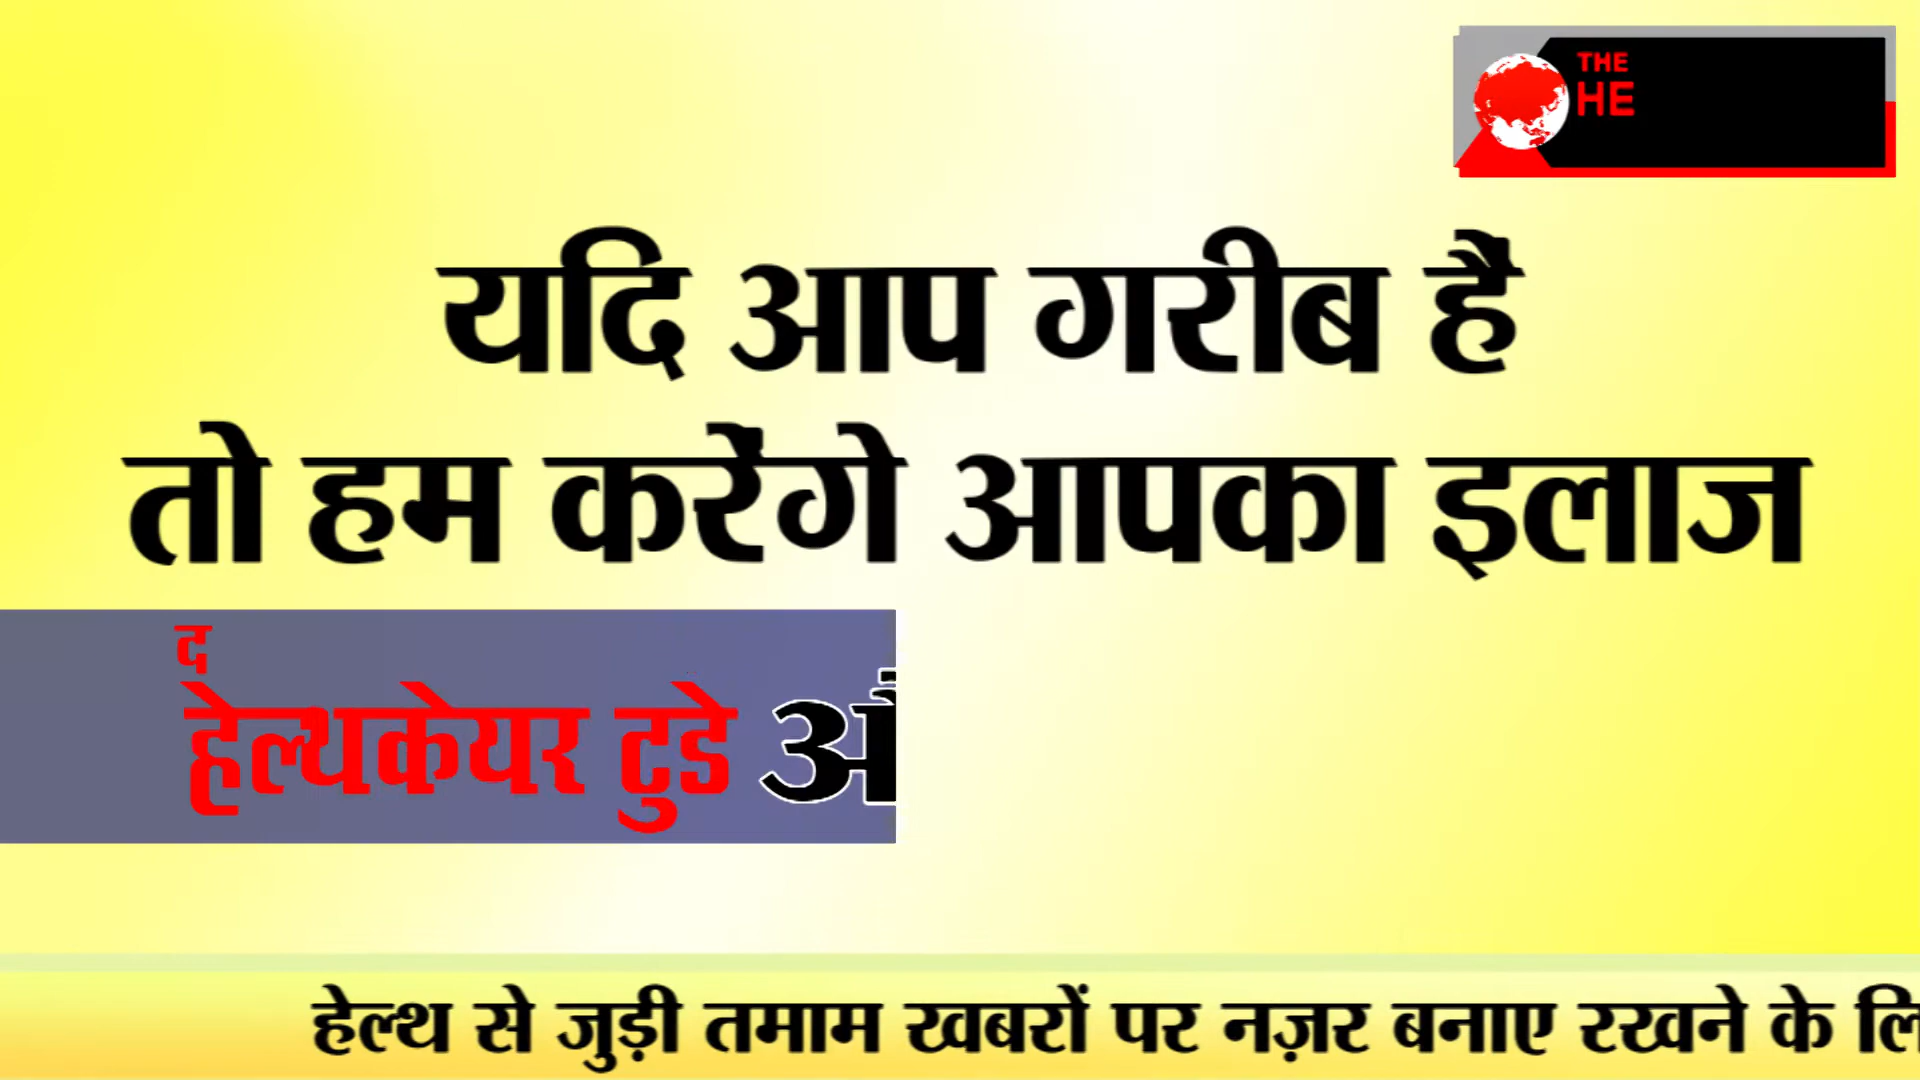 THE
HE
यदि आप गरीब हैं
तो हम करेंगे आपका इलाज
द
हेल्थकेयर टुडे
हेल्थ से जुड़ी तमाम खबरों पर नज़र बनाए रखने के